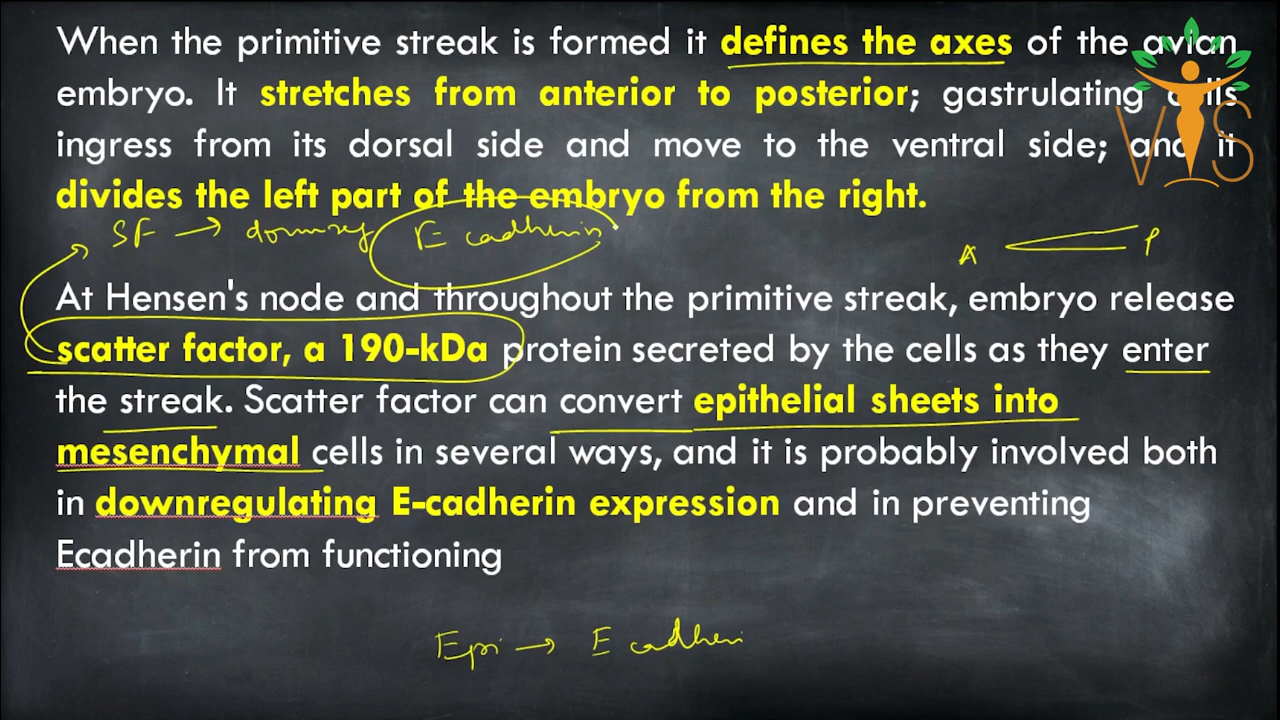 When the primitive streak is formed it defines the axes of the avian
embryo. It stretches from anterior to posterior; gastrulating cells
ingress from its dorsal side and move to the ventral side; and it
divides the left part of the embryo from the right.
SF → downreg E cadherin
A P
At Hensen's node and throughout the primitive streak, embryo release
scatter factor, a 190-kDa protein secreted by the cells as they enter
the streak. Scatter factor can convert epithelial sheets into
mesenchymal cells in several ways, and it is probably involved both
in downregulating E-cadherin expression and in preventing
Ecadherin from functioning
Epi → E cadheri
V S